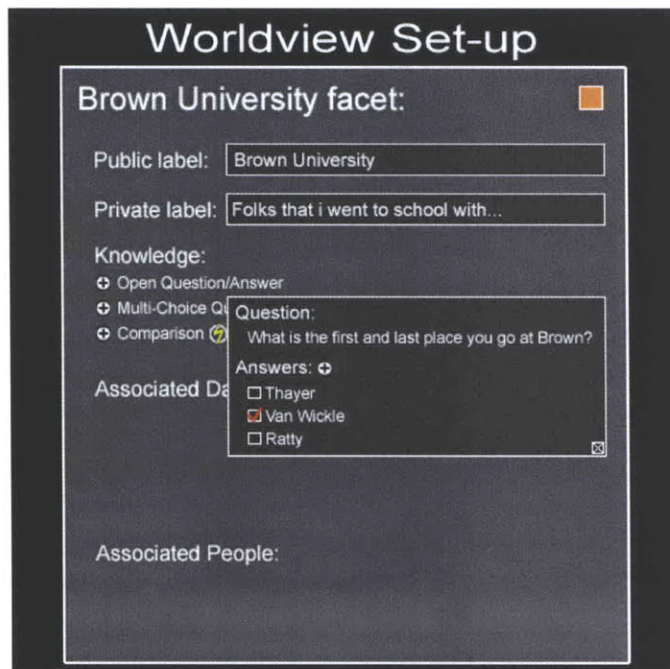 Worldview Set-up
Brown University facet:
Public label: Brown University
Private label: Folks that i went to school with...
Knowledge:
Open Question/Answer
Multi-Choice Qu
Comparison
Question:
What is the first and last place you go at Brown?
Answers:
Thayer
Van Wickle
Ratty
Associated Da
Associated People: